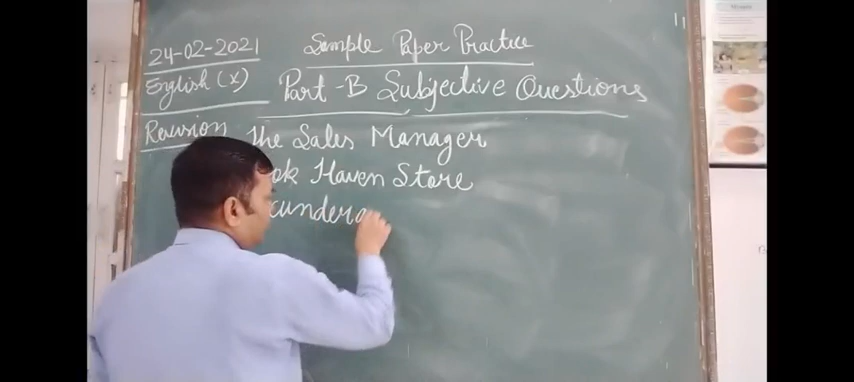 24-02-2021 Sample Paper Practice
English (X) Part-B Subjective Questions
Revision The Sales Manager
Haven Store